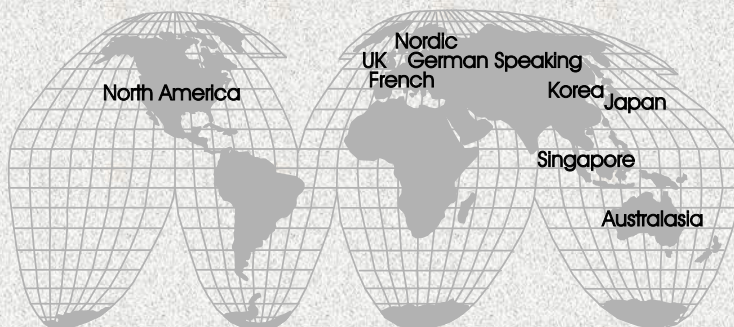 Nordic
UK German Speaking
French
North America
Korea
Japan
Singapore
Australasia